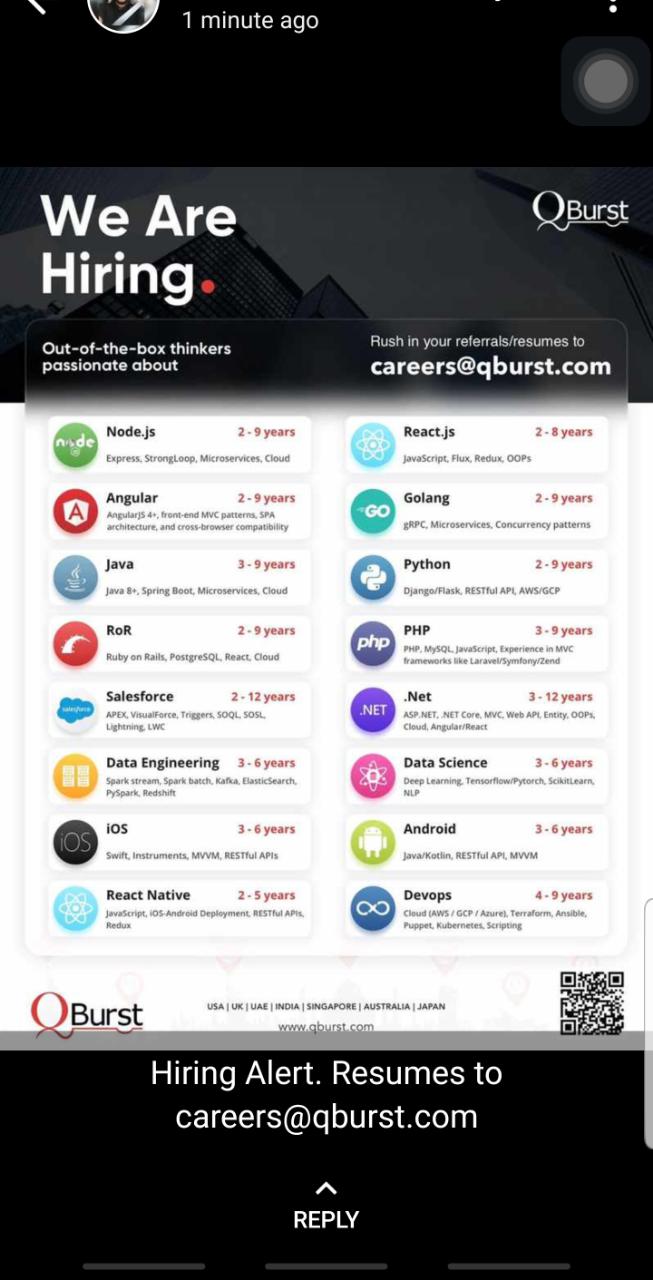 1 minute ago
We Are
Hiring.
QBurst
Out-of-the-box thinkers
passionate about
Rush in your referrals/resumes to
careers@qburst.com
node
Node.js 2 - 9 years
Express, StrongLoop, Microservices, Cloud
React.js 2 - 8 years
JavaScript, Flux, Redux, OOPs
A
Angular 2 - 9 years
AngularJS 4+, front-end MVC patterns, SPA
architecture, and cross-browser compatibility
GO
Golang 2 - 9 years
gRPC, Microservices, Concurrency patterns
Java 3 - 9 years
Java 8+, Spring Boot, Microservices, Cloud
Python 2 - 9 years
Django/Flask, RESTful API, AWS/GCP
RoR 2 - 9 years
Ruby on Rails, PostgreSQL, React, Cloud
php
PHP 3 - 9 years
PHP, MySQL, JavaScript, Experience in MVC
frameworks like Laravel/Symfony/Zend
salesforce
Salesforce 2 - 12 years
APEX, VisualForce, Triggers, SOQL, SOSL,
Lightning, LWC
.NET
.Net 3 - 12 years
ASP.NET, .NET Core, MVC, Web API, Entity, OOPs,
Cloud, Angular/React
Data Engineering 3 - 6 years
Spark stream, Spark batch, Kafka, ElasticSearch,
PySpark, Redshift
Data Science 3 - 6 years
Deep Learning, Tensorflow/Pytorch, ScikitLearn,
NLP
iOS
iOS 3 - 6 years
Swift, Instruments, MVVM, RESTful APIs
Android 3 - 6 years
Java/Kotlin, RESTful API, MVVM
React Native 2 - 5 years
JavaScript, iOS-Android Deployment, RESTful APIs,
Redux
Devops 4 - 9 years
Cloud (AWS / GCP / Azure), Terraform, Ansible,
Puppet, Kubernetes, Scripting
QBurst
USA | UK | UAE | INDIA | SINGAPORE | AUSTRALIA | JAPAN
www.qburst.com
Hiring Alert. Resumes to
careers@qburst.com
REPLY